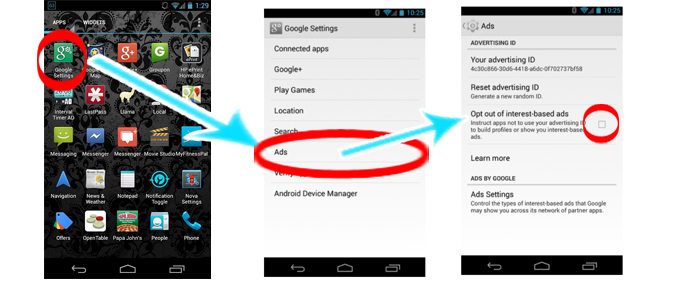 1:29
APPS WIDGETS
Google Settings
Map
Google+
Groupon
HP ePrint Home&Biz
Interval Timer AD
LastPass
Llama
Local
Messaging
Messenger
Messenger
Movie Studio
MyFitnessPal
Navigation
News & Weather
Notepad
Notification Toggle
Nova Settings
Offers
OpenTable
Papa John's
People
Phone
10:25
Google Settings
Connected apps
Google+
Play Games
Location
Search
Ads
Android Device Manager
10:25
Ads
ADVERTISING ID
Your advertising ID
4c30c866-30d6-4418-a6dc-0f702737bf58
Reset advertising ID
Generate a new random ID.
Opt out of interest-based ads
Instruct apps not to use your advertising ID
to build profiles or show you interest-based
ads.
Learn more
ADS BY GOOGLE
Ads Settings
Control the types of interest-based ads that Google
may show you across its network of partner apps.